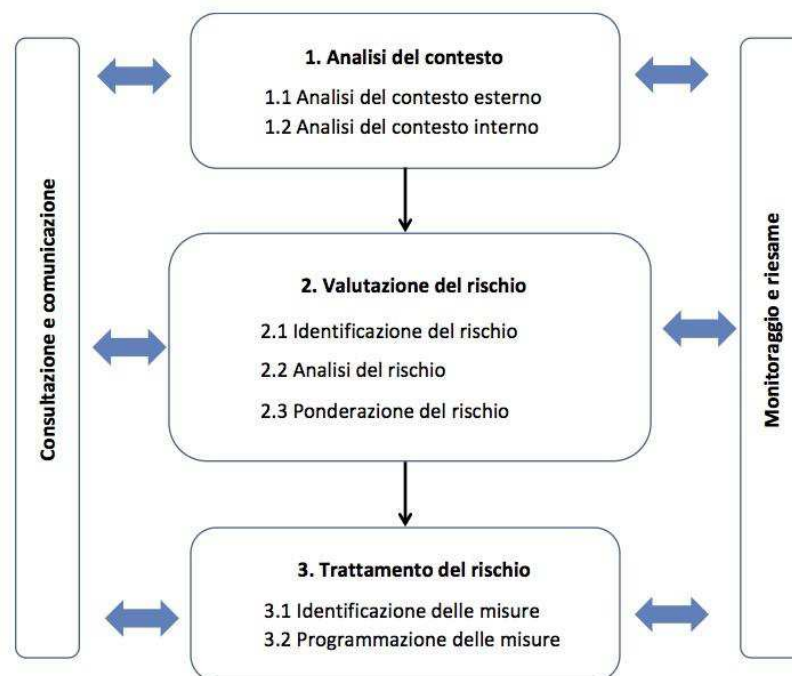 Consultazione e comunicazione
1. Analisi del contesto
1.1 Analisi del contesto esterno
1.2 Analisi del contesto interno
2. Valutazione del rischio
2.1 Identificazione del rischio
2.2 Analisi del rischio
2.3 Ponderazione del rischio
3. Trattamento del rischio
3.1 Identificazione delle misure
3.2 Programmazione delle misure
Monitoraggio e riesame